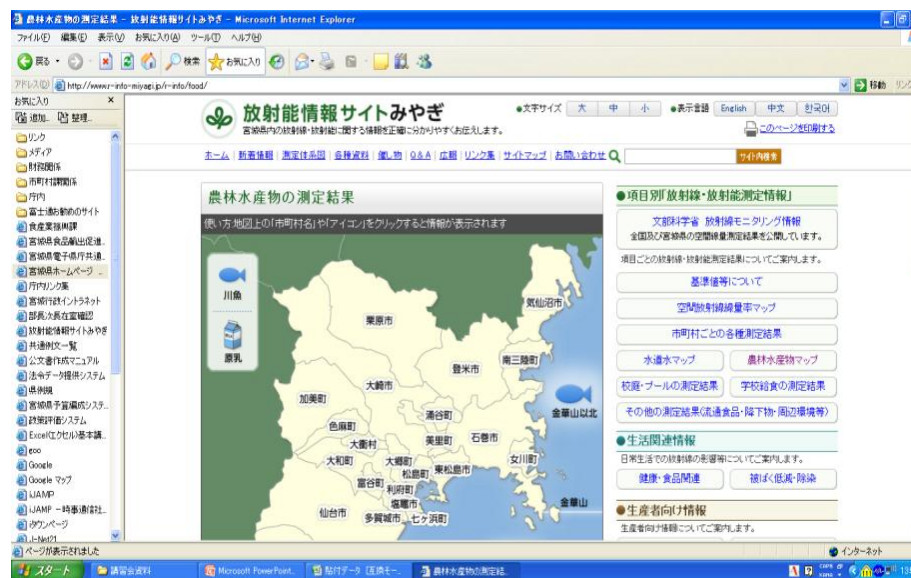 農林水産物の測定結果 - 放射能情報サイトみやぎ - Microsoft Internet Explorer
ファイル(F) 編集(E) 表示(V) お気に入り(A) ツール(T) ヘルプ(H)
戻る 検索 お気に入り
アドレス(D) http://www.r-info-miyagi.jp/r-info/food/ 移動 リンク
お気に入り
追加... 整理...
リンク
メディア
財務関係
市町村課関係
庁内
富士通お勧めのサイト
食産業振興課
宮城県食品輸出促進...
宮城県電子県庁共通...
宮城県ホームページ
庁内リンク集
宮城行政イントラネット
部長次長在室確認
放射能情報サイトみやぎ
共通例文一覧
公文書作成マニュアル
法令データ提供システム
県例規
宮城県予算編成システ...
政策評価システム
Excel(エクセル)基本講...
goo
Google
Google マップ
iJAMP
iJAMP -時事通信社...
iタウンページ
J-Net21
放射能情報サイトみやぎ
宮城県内の放射線・放射能に関する情報を正確に分かりやすくお伝えします。
●文字サイズ 大 中 小 ●表示言語 English 中文 한국어
このページを印刷する
ホーム 新着情報 測定体系図 各種資料 催し物 Q&A 広報 リンク集 サイトマップ お問い合わせ サイト内検索
農林水産物の測定結果
使い方:地図上の「市町村名」や「アイコン」をクリックすると情報が表示されます
川魚
原乳
気仙沼市
栗原市
南三陸町
登米市
大崎市
加美町
金華山以北
涌谷町
色麻町
美里町 石巻市
大衡村
女川町
大和町 大郷町
東松島市
松島町
富谷町 利府町
塩竈市
金華山
仙台市 多賀城市 七ヶ浜町
●項目別「放射線・放射能測定情報」
文部科学省 放射線モニタリング情報
全国及び宮城県の空間線量測定結果を公開しています。
項目ごとの放射線・放射能測定結果についてご案内します。
基準値等について
空間放射線線量率マップ
市町村ごとの各種測定結果
水道水マップ 農林水産物マップ
校庭・プールの測定結果 学校給食の測定結果
その他の測定結果(流通食品・降下物・周辺環境等)
●生活関連情報
日常生活での放射線の影響等についてご案内します。
健康・食品関連 被ばく低減・除染
●生産者向け情報
生産者向け情報についてご案内します。
ページが表示されました インターネット
スタート 講習会資料 Microsoft PowerPoint... 貼付データ [互換モー... 農林水産物の測定結...